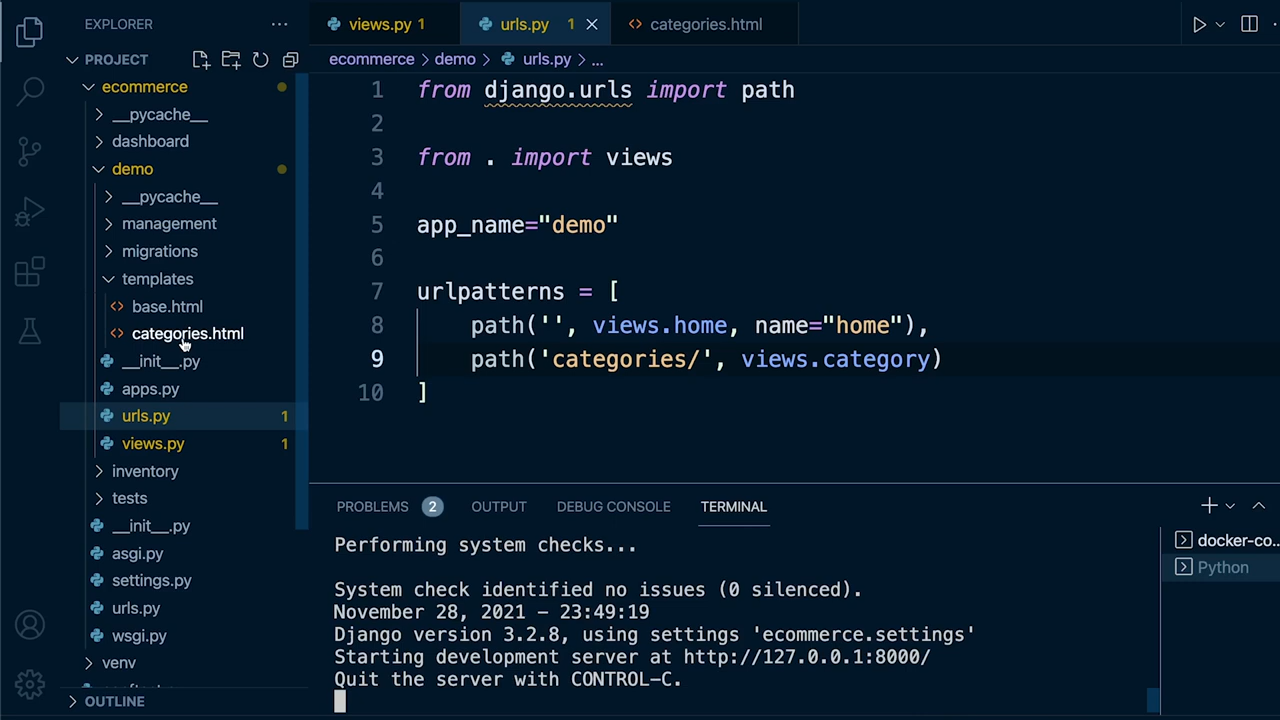 EXPLORER
PROJECT
ecommerce
__pycache__
dashboard
demo
__pycache__
management
migrations
templates
base.html
categories.html
__init__.py
apps.py
urls.py 1
views.py 1
inventory
tests
__init__.py
asgi.py
settings.py
urls.py
wsgi.py
venv
OUTLINE
views.py 1
urls.py 1
categories.html
ecommerce > demo > urls.py > ...
1 from django.urls import path
2
3 from . import views
4
5 app_name="demo"
6
7 urlpatterns = [
8 path('', views.home, name="home"),
9 path('categories/', views.category)
10 ]
PROBLEMS 2 OUTPUT DEBUG CONSOLE TERMINAL
Performing system checks...
System check identified no issues (0 silenced).
November 28, 2021 - 23:49:19
Django version 3.2.8, using settings 'ecommerce.settings'
Starting development server at http://127.0.0.1:8000/
Quit the server with CONTROL-C.
docker-co...
Python